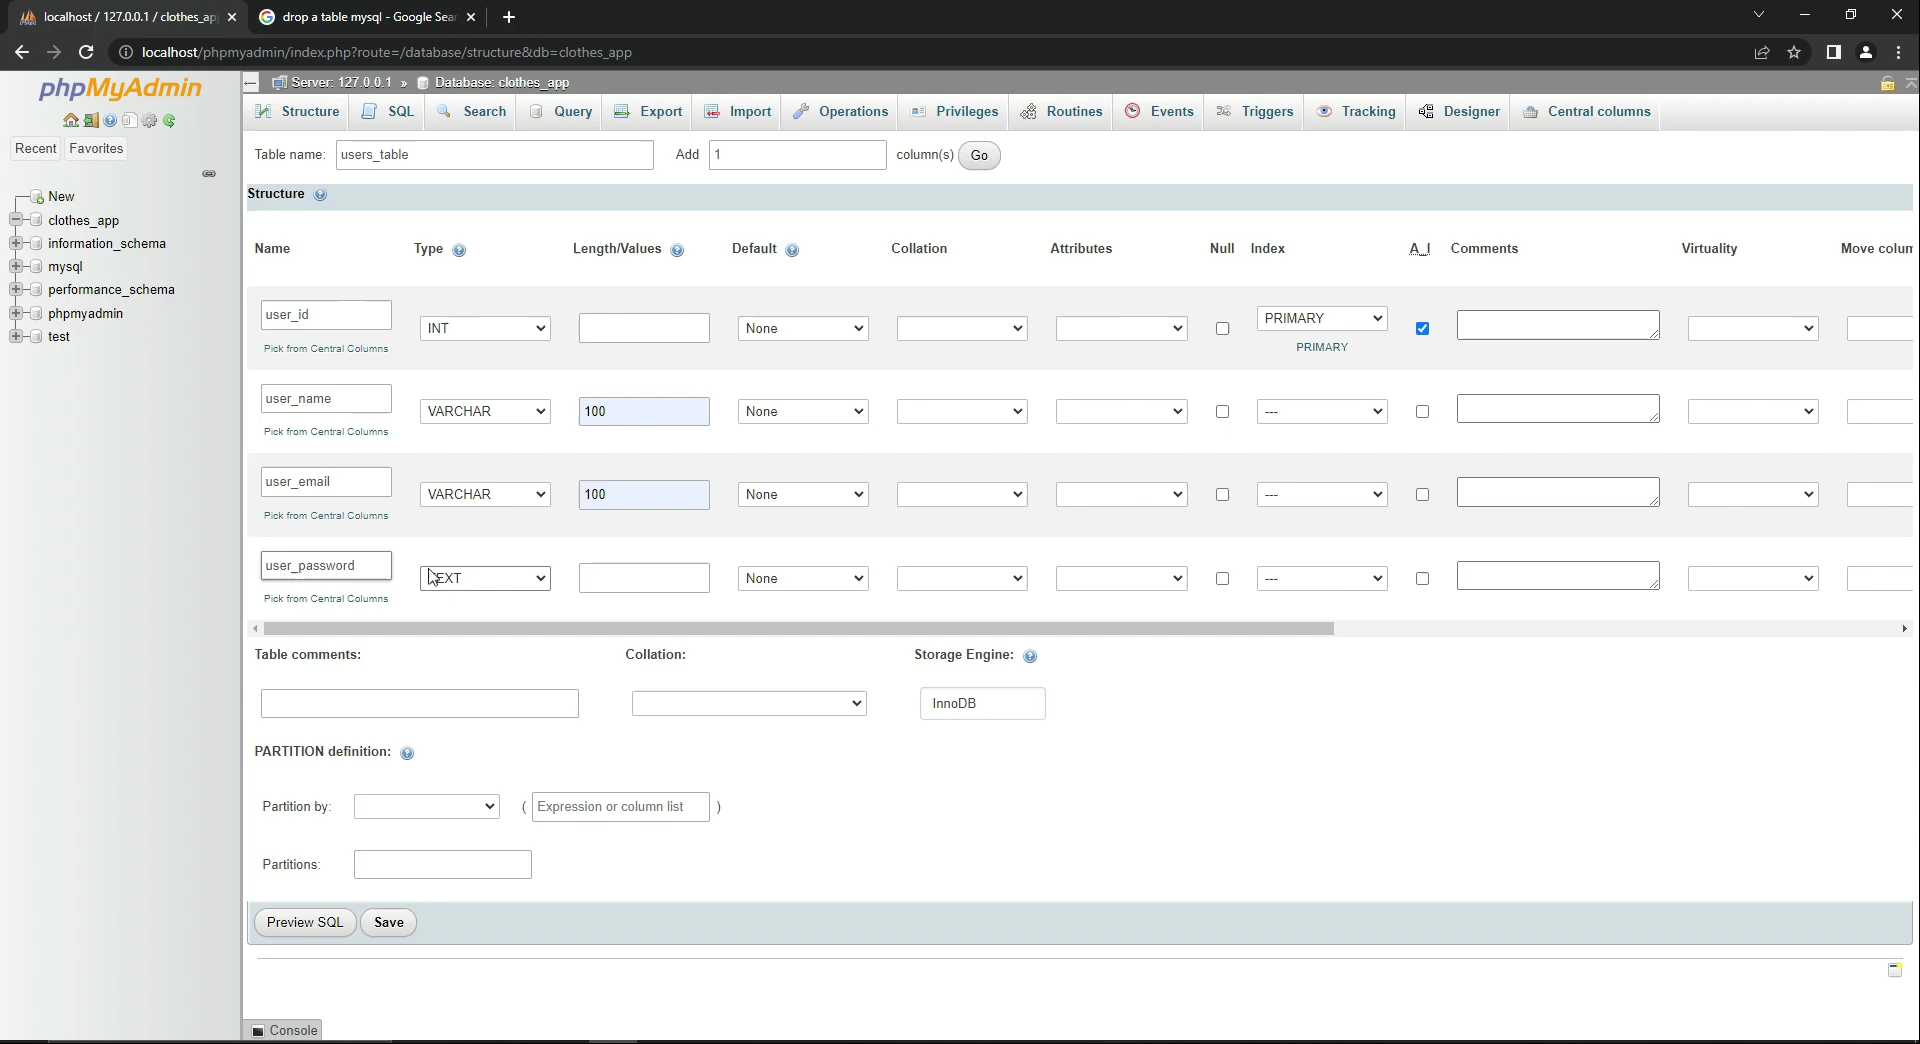 localhost / 127.0.0.1 / clothes_ap
drop a table mysql - Google Sear
localhost/phpmyadmin/index.php?route=/database/structure&db=clothes_app
phpMyAdmin
Recent Favorites
New
clothes_app
information_schema
mysql
performance_schema
phpmyadmin
test
Server: 127.0.0.1 » Database: clothes_app
Structure SQL Search Query Export Import Operations Privileges Routines Events Triggers Tracking Designer Central columns
Table name: users_table Add 1 column(s) Go
Structure
Name Type Length/Values Default Collation Attributes Null Index A_I Comments Virtuality Move colum
user_id INT None PRIMARY
Pick from Central Columns PRIMARY
user_name VARCHAR 100 None ---
Pick from Central Columns
user_email VARCHAR 100 None ---
Pick from Central Columns
user_password EXT None ---
Pick from Central Columns
Table comments: Collation: Storage Engine:
InnoDB
PARTITION definition:
Partition by: ( Expression or column list )
Partitions:
Preview SQL Save
Console